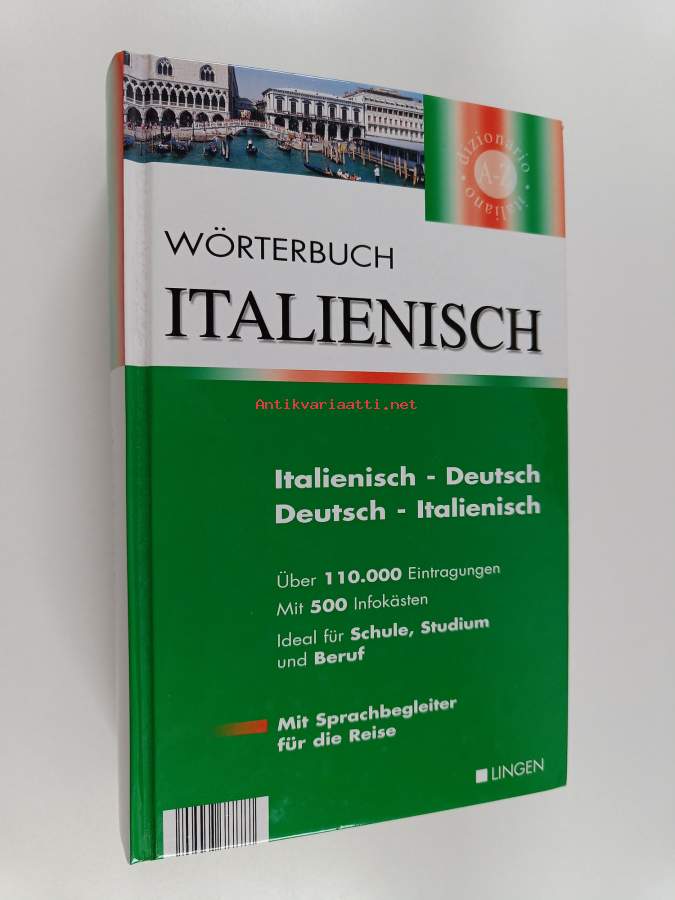 dizionario
A-Z
italiano
WÖRTERBUCH
ITALIENISCH
Antikvariaatti.net
Italienisch - Deutsch
Deutsch - Italienisch
Über 110.000 Eintragungen
Mit 500 Infokästen
Ideal für Schule, Studium
und Beruf
Mit Sprachbegleiter
für die Reise
LINGEN